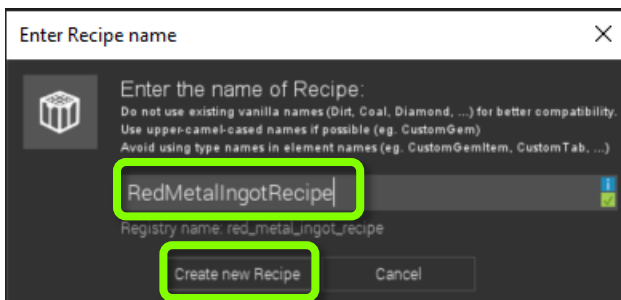 Enter Recipe name
Enter the name of Recipe:
Do not use existing vanilla names (Dirt, Coal, Diamond, ...) for better compatibility.
Use upper-camel-cased names if possible (eg. CustomGem)
Avoid using type names in element names (eg. CustomGemItem, CustomTab, ...)
RedMetalIngotRecipe
Registry name: red_metal_ingot_recipe
Create new Recipe
Cancel